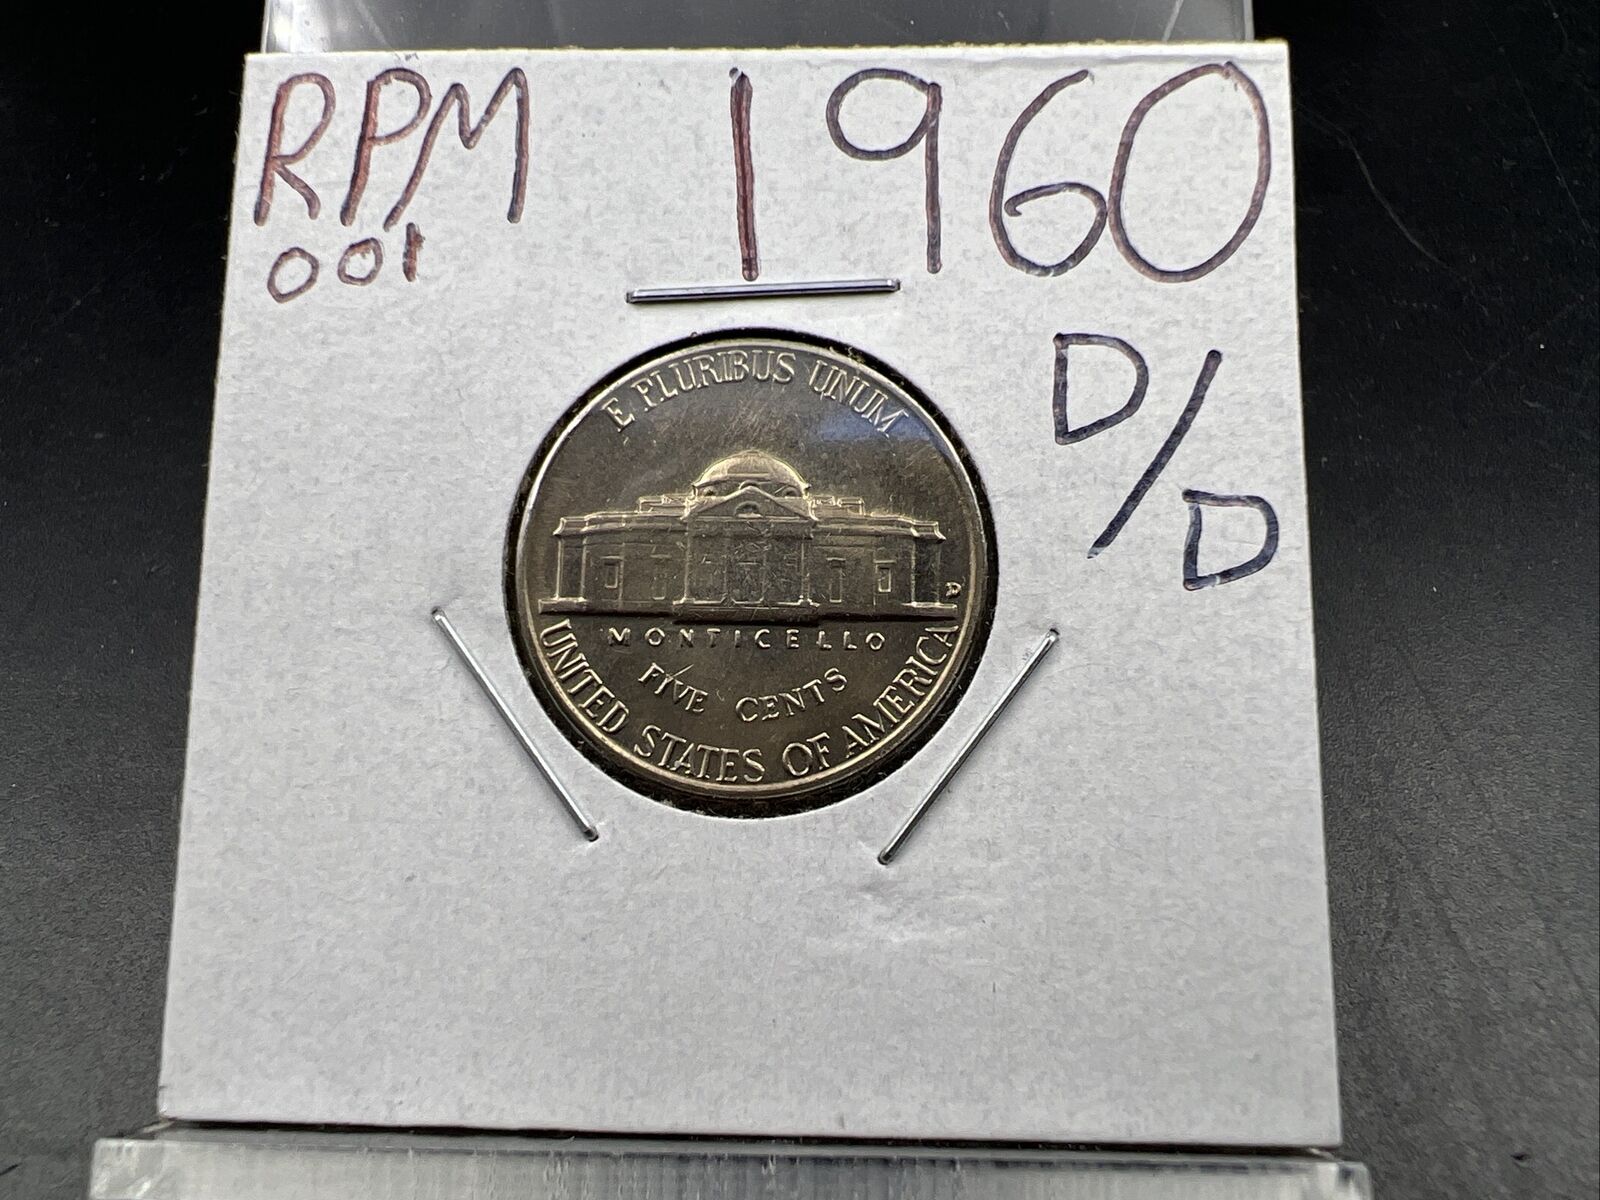 RPM 1960
001
D/D
E PLURIBUS UNUM
D
MONTICELLO
FIVE CENTS
UNITED STATES OF AMERICA